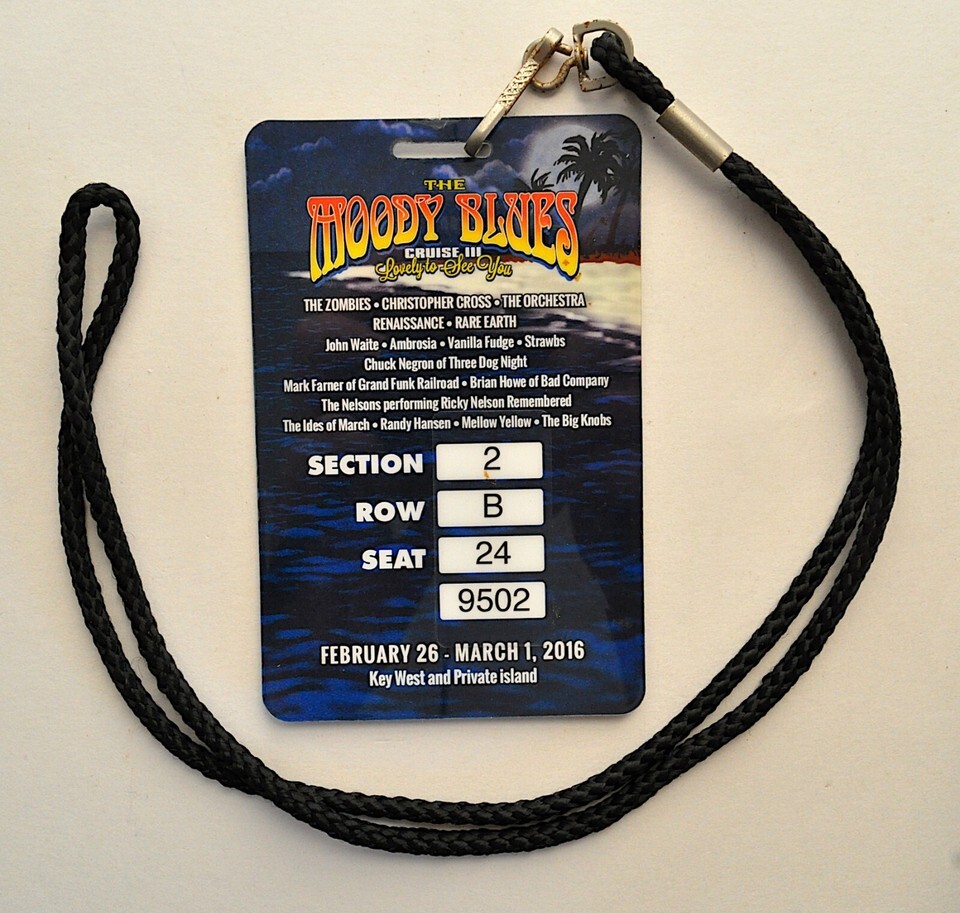 THE
MOODY BLUES
CRUISE III
Lovely to See You
THE ZOMBIES • CHRISTOPHER CROSS • THE ORCHESTRA
RENAISSANCE • RARE EARTH
John Waite • Ambrosia • Vanilla Fudge • Strawbs
Chuck Negron of Three Dog Night
Mark Farner of Grand Funk Railroad • Brian Howe of Bad Company
The Nelsons performing Ricky Nelson Remembered
The Ides of March • Randy Hansen • Mellow Yellow • The Big Knobs
SECTION 2
ROW B
SEAT 24
9502
FEBRUARY 26 - MARCH 1, 2016
Key West and Private island